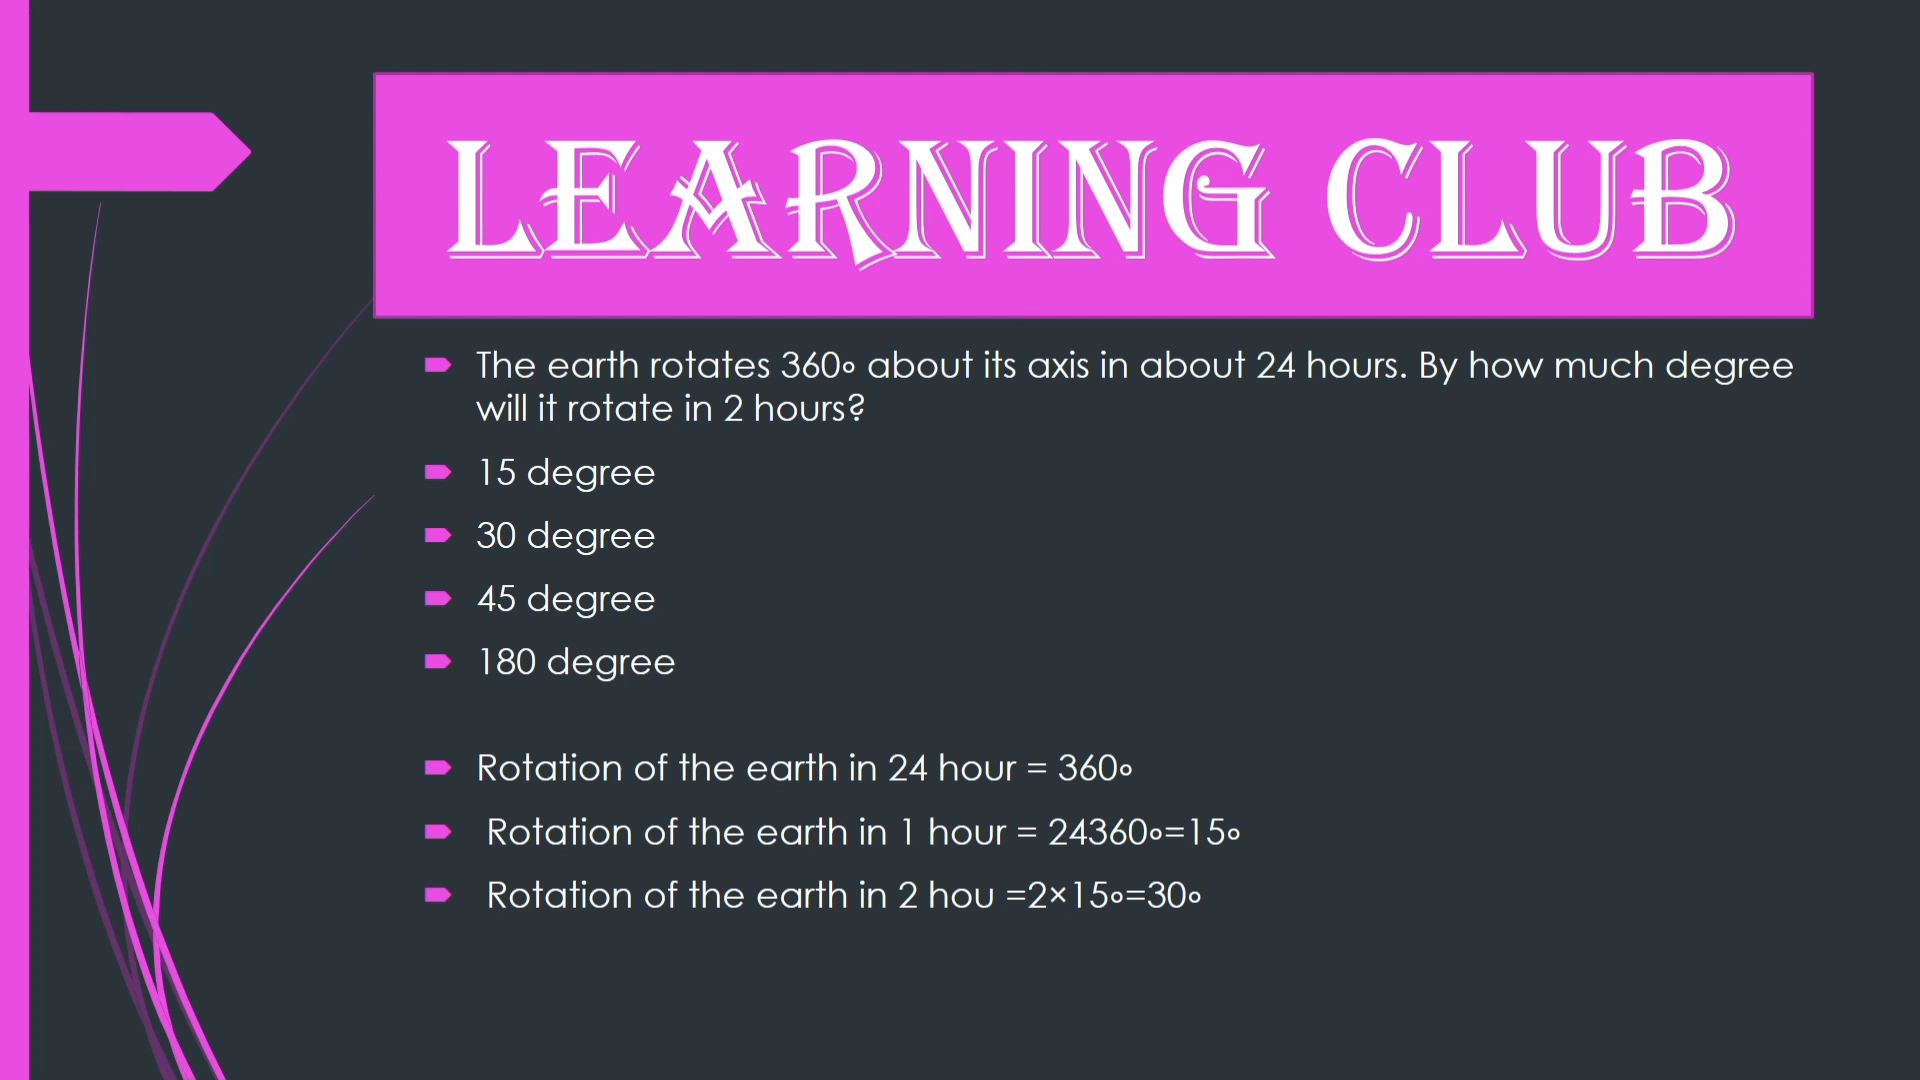 LEARNING CLUB
The earth rotates 360∘ about its axis in about 24 hours. By how much degree
will it rotate in 2 hours?
15 degree
30 degree
45 degree
180 degree
Rotation of the earth in 24 hour = 360∘
Rotation of the earth in 1 hour = 24360∘=15∘
Rotation of the earth in 2 hou =2×15∘=30∘